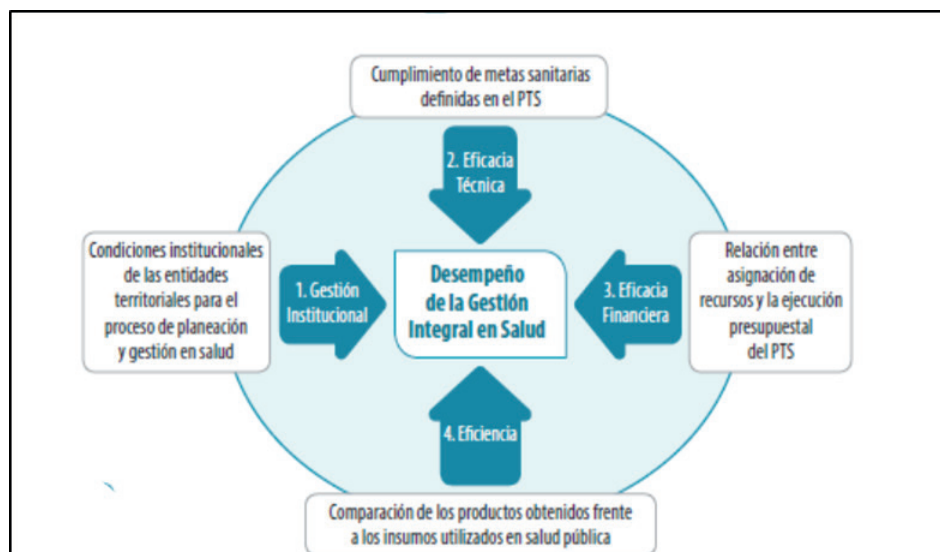 Cumplimiento de metas sanitarias
definidas en el PTS
2. Eficacia
Técnica
Condiciones institucionales
de las entidades
territoriales para el
proceso de planeación
y gestión en salud
1. Gestión
Institucional
Desempeño
de la Gestión
Integral en Salud
3. Eficacia
Financiera
Relación entre
asignación de
recursos y la ejecución
presupuestal
del PTS
4. Eficiencia
Comparación de los productos obtenidos frente
a los insumos utilizados en salud pública